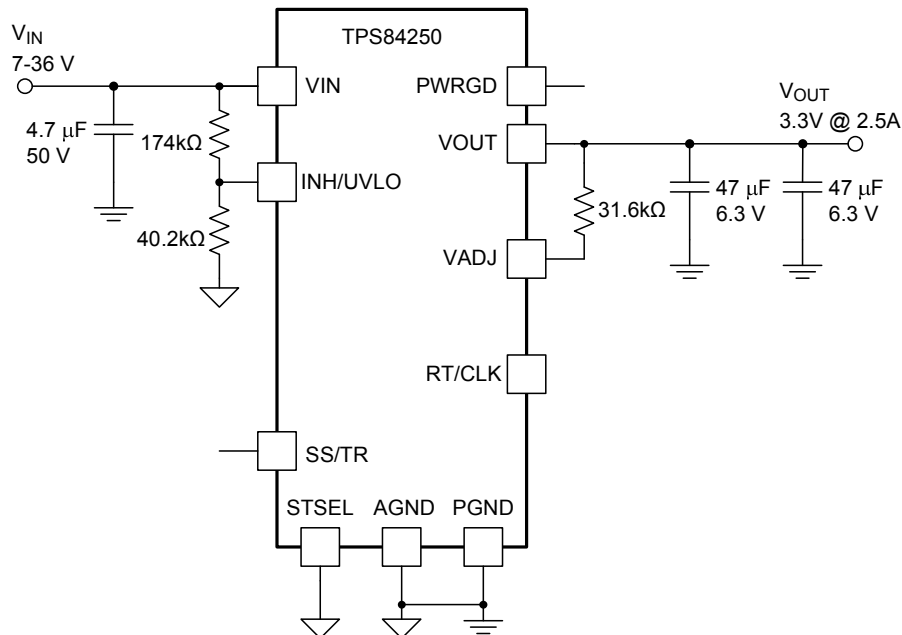 TPS84250
VIN
7-36 V
VIN
PWRGD
VOUT
3.3V @ 2.5A
4.7 μF
50 V
174kΩ
VOUT
INH/UVLO
31.6kΩ
47 μF
6.3 V
47 μF
6.3 V
40.2kΩ
VADJ
RT/CLK
SS/TR
STSEL
AGND
PGND